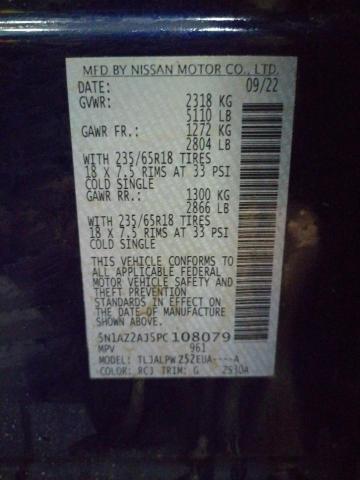 MFD BY NISSAN MOTOR CO., LTD.
DATE: 09/22
GVWR: 2318 KG
5110 LB
GAWR FR.: 1272 KG
2804 LB
WITH 235/65R18 TIRES
18 X 7.5 RIMS AT 33 PSI
COLD SINGLE
GAWR RR.: 1300 KG
2866 LB
WITH 235/65R18 TIRES
18 X 7.5 RIMS AT 33 PSI
COLD SINGLE
THIS VEHICLE CONFORMS TO
ALL APPLICABLE FEDERAL
MOTOR VEHICLE SAFETY AND
THEFT PREVENTION
STANDARDS IN EFFECT ON
THE DATE OF MANUFACTURE
SHOWN ABOVE.
5N1AZ2AJ5PC108079
MPV 961
MODEL: TLJALPWZ52EUA----A
COLOR: RCJ TRIM: G Z530A